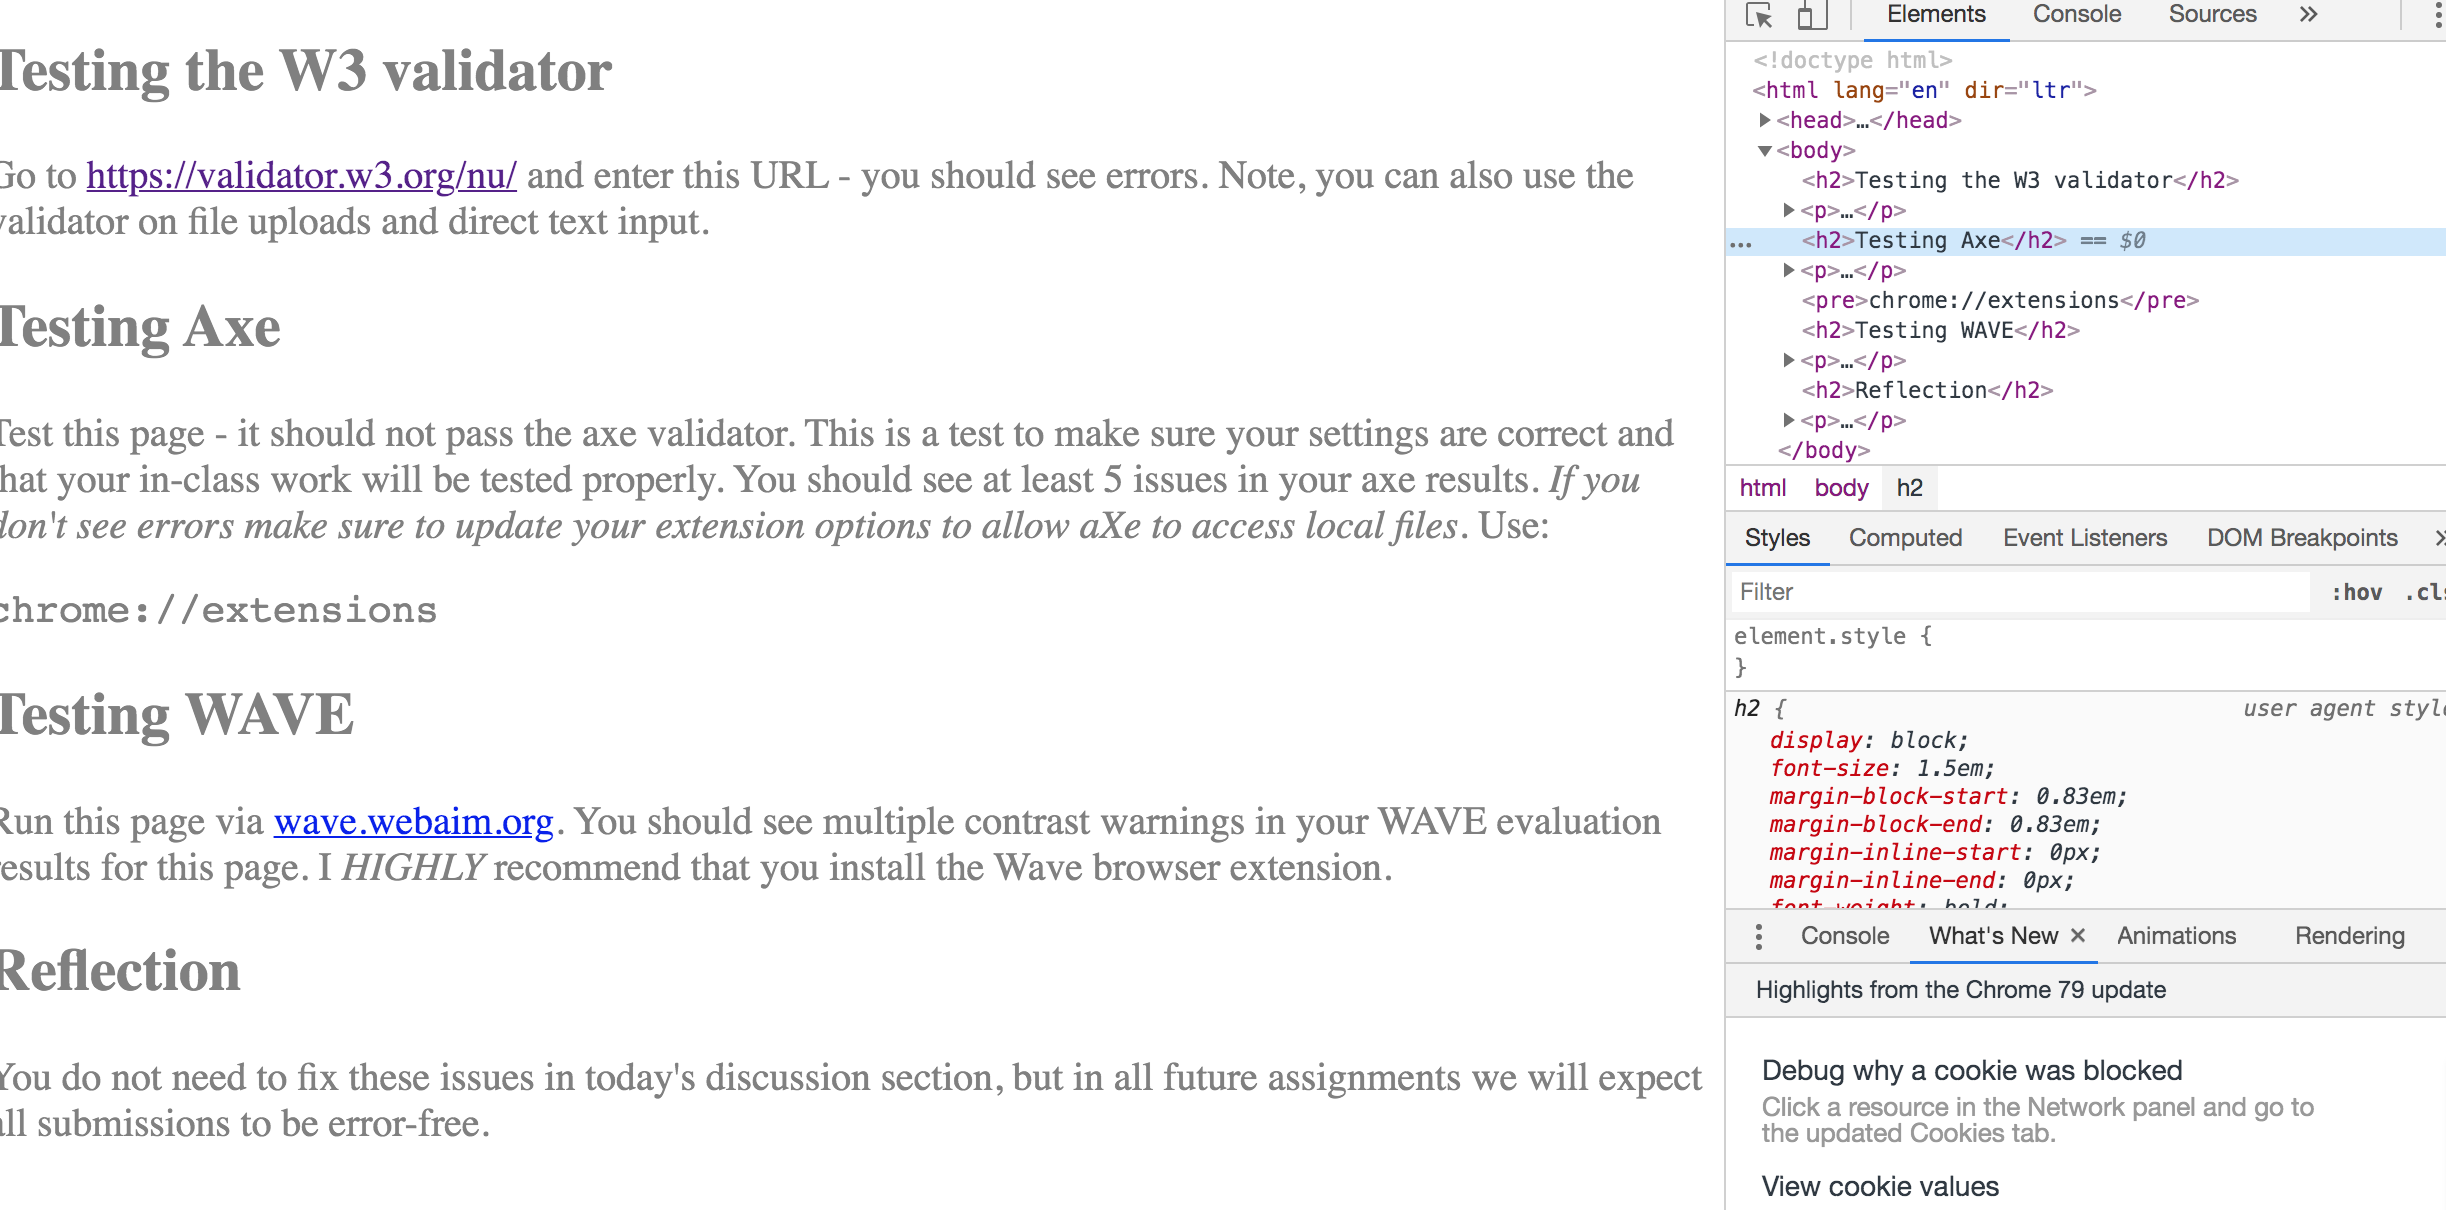 Testing the W3 validator
Go to https://validator.w3.org/nu/ and enter this URL - you should see errors. Note, you can also use the
validator on file uploads and direct text input.
Testing Axe
Test this page - it should not pass the axe validator. This is a test to make sure your settings are correct and
that your in-class work will be tested properly. You should see at least 5 issues in your axe results. If you
don't see errors make sure to update your extension options to allow aXe to access local files. Use:
chrome://extensions
Testing WAVE
Run this page via wave.webaim.org. You should see multiple contrast warnings in your WAVE evaluation
results for this page. I HIGHLY recommend that you install the Wave browser extension.
Reflection
You do not need to fix these issues in today's discussion section, but in all future assignments we will expect
all submissions to be error-free.
Elements Console Sources »
<!doctype html>
<html lang="en" dir="ltr">
<head>…</head>
<body>
<h2>Testing the W3 validator</h2>
<p>…</p>
... <h2>Testing Axe</h2> == $0
<p>…</p>
<pre>chrome://extensions</pre>
<h2>Testing WAVE</h2>
<p>…</p>
<h2>Reflection</h2>
<p>…</p>
</body>
html body h2
Styles Computed Event Listeners DOM Breakpoints »
Filter :hov .cls
element.style {
}
h2 { user agent style
display: block;
font-size: 1.5em;
margin-block-start: 0.83em;
margin-block-end: 0.83em;
margin-inline-start: 0px;
margin-inline-end: 0px;
font-weight: bold;
Console What's New × Animations Rendering
Highlights from the Chrome 79 update
Debug why a cookie was blocked
Click a resource in the Network panel and go to
the updated Cookies tab.
View cookie values